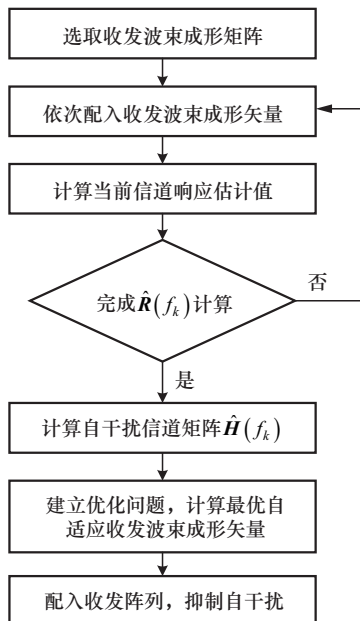 选取收发波束成形矩阵
依次配入收发波束成形矢量
计算当前信道响应估计值
完成R̂(f_k)计算
否
是
计算自干扰信道矩阵Ĥ(f_k)
建立优化问题，计算最优自
适应收发波束成形矢量
配入收发阵列，抑制自干扰